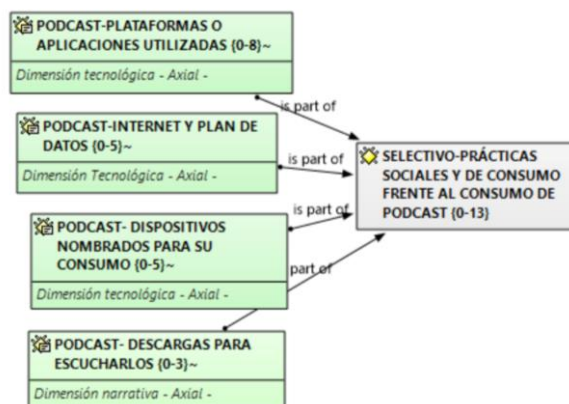 PODCAST-PLATAFORMAS O
APLICACIONES UTILIZADAS {0-8}~
Dimensión tecnológica - Axial -
is part of
PODCAST-INTERNET Y PLAN DE
DATOS {0-5}~
Dimensión Tecnológica - Axial -
is part of
SELECTIVO-PRÁCTICAS
SOCIALES Y DE CONSUMO
FRENTE AL CONSUMO DE
PODCAST {0-13}
PODCAST- DISPOSITIVOS
NOMBRADOS PARA SU
CONSUMO {0-5}~
Dimensión tecnológica - Axial -
is part of
part of
PODCAST- DESCARGAS PARA
ESCUCHARLOS {0-3}~
Dimensión narrativa - Axial -